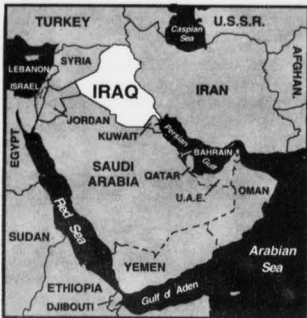 TURKEY
U.S.S.R.
Caspian
Sea
SYRIA
LEBANON
ISRAEL
IRAQ
IRAN
AFGHAN
JORDAN
KUWAIT
Persian
Gulf
BAHRAIN
EGYPT
SAUDI
ARABIA
QATAR
U.A.E.
OMAN
Red Sea
SUDAN
Arabian
Sea
YEMEN
ETHIOPIA
Gulf of Aden
DJIBOUTI